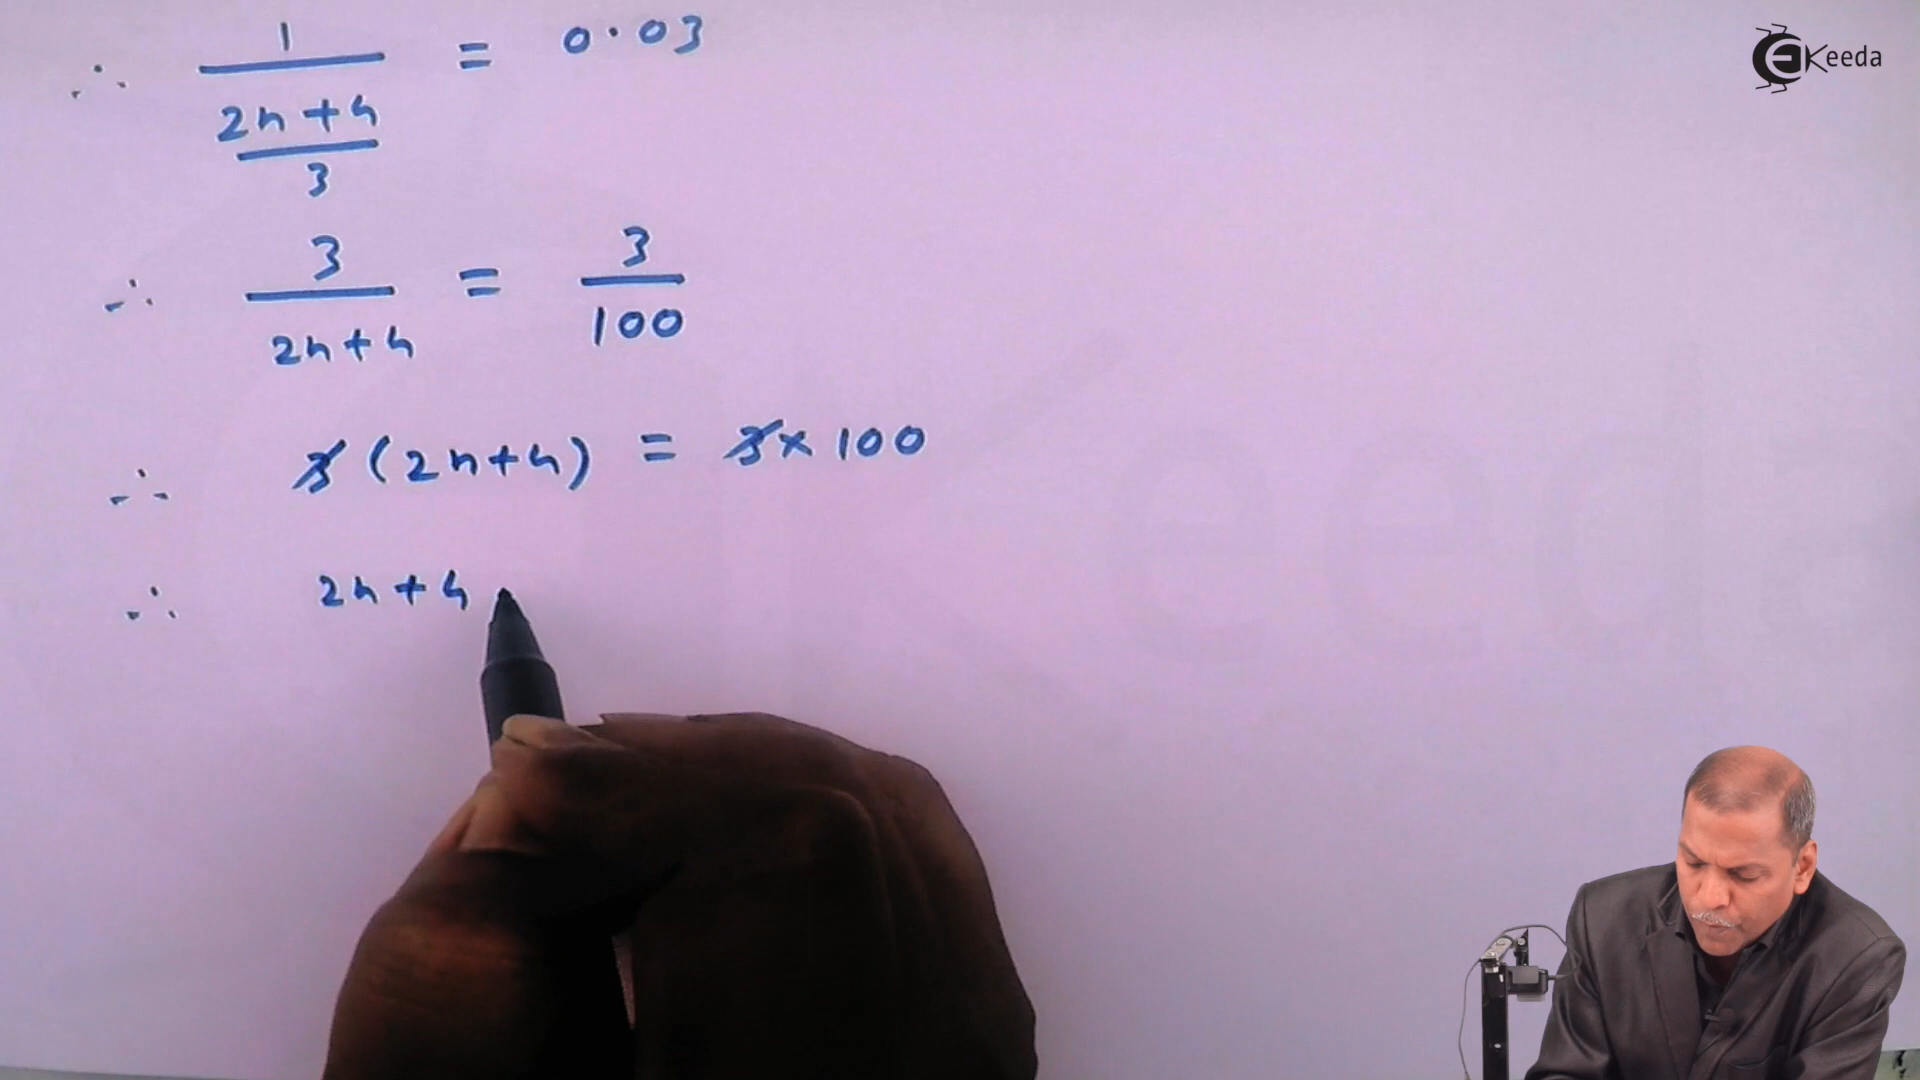 ∴ 1 / ((2n+4)/3) = 0.03
∴ 3/(2n+4) = 3/100
∴ 3(2n+4) = 3×100
∴ 2n+4
eKeeda